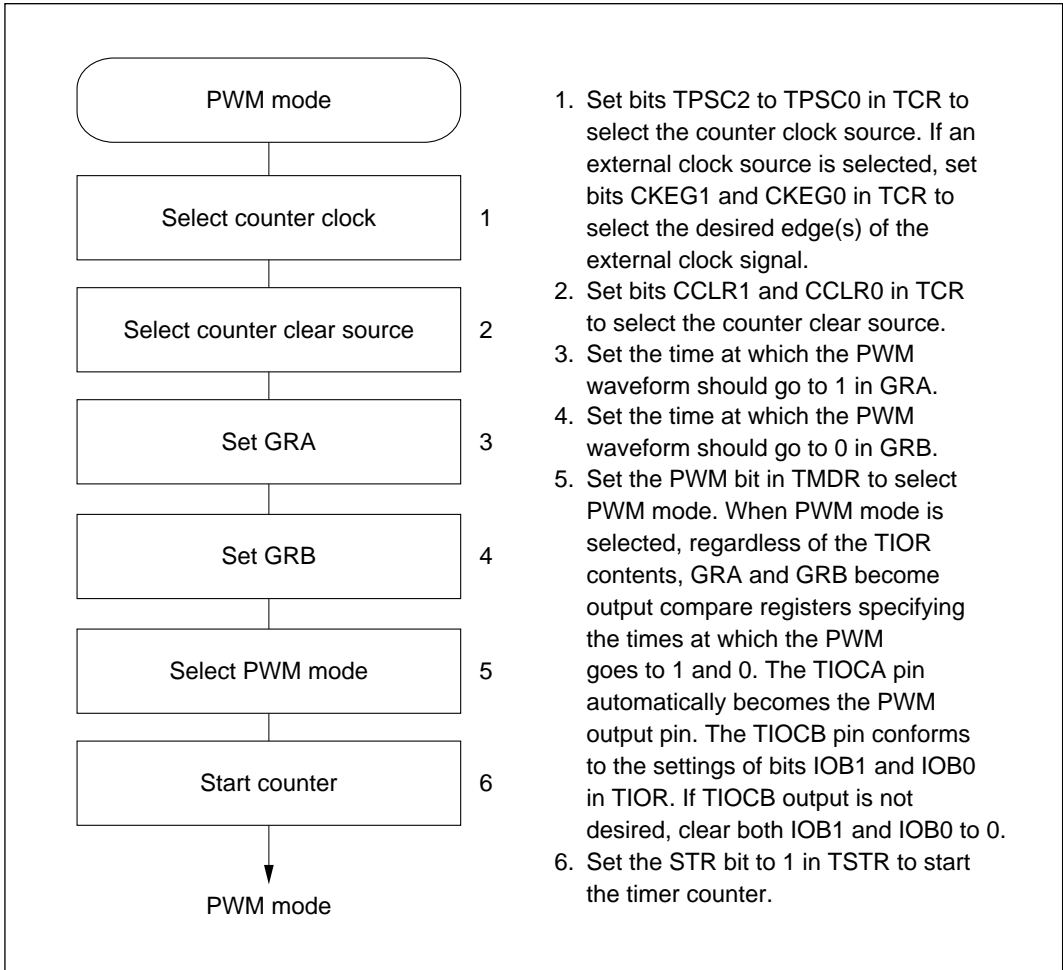 PWM mode
Select counter clock 1
Select counter clear source 2
Set GRA 3
Set GRB 4
Select PWM mode 5
Start counter 6
PWM mode
1. Set bits TPSC2 to TPSC0 in TCR to
select the counter clock source. If an
external clock source is selected, set
bits CKEG1 and CKEG0 in TCR to
select the desired edge(s) of the
external clock signal.
2. Set bits CCLR1 and CCLR0 in TCR
to select the counter clear source.
3. Set the time at which the PWM
waveform should go to 1 in GRA.
4. Set the time at which the PWM
waveform should go to 0 in GRB.
5. Set the PWM bit in TMDR to select
PWM mode. When PWM mode is
selected, regardless of the TIOR
contents, GRA and GRB become
output compare registers specifying
the times at which the PWM
goes to 1 and 0. The TIOCA pin
automatically becomes the PWM
output pin. The TIOCB pin conforms
to the settings of bits IOB1 and IOB0
in TIOR. If TIOCB output is not
desired, clear both IOB1 and IOB0 to 0.
6. Set the STR bit to 1 in TSTR to start
the timer counter.